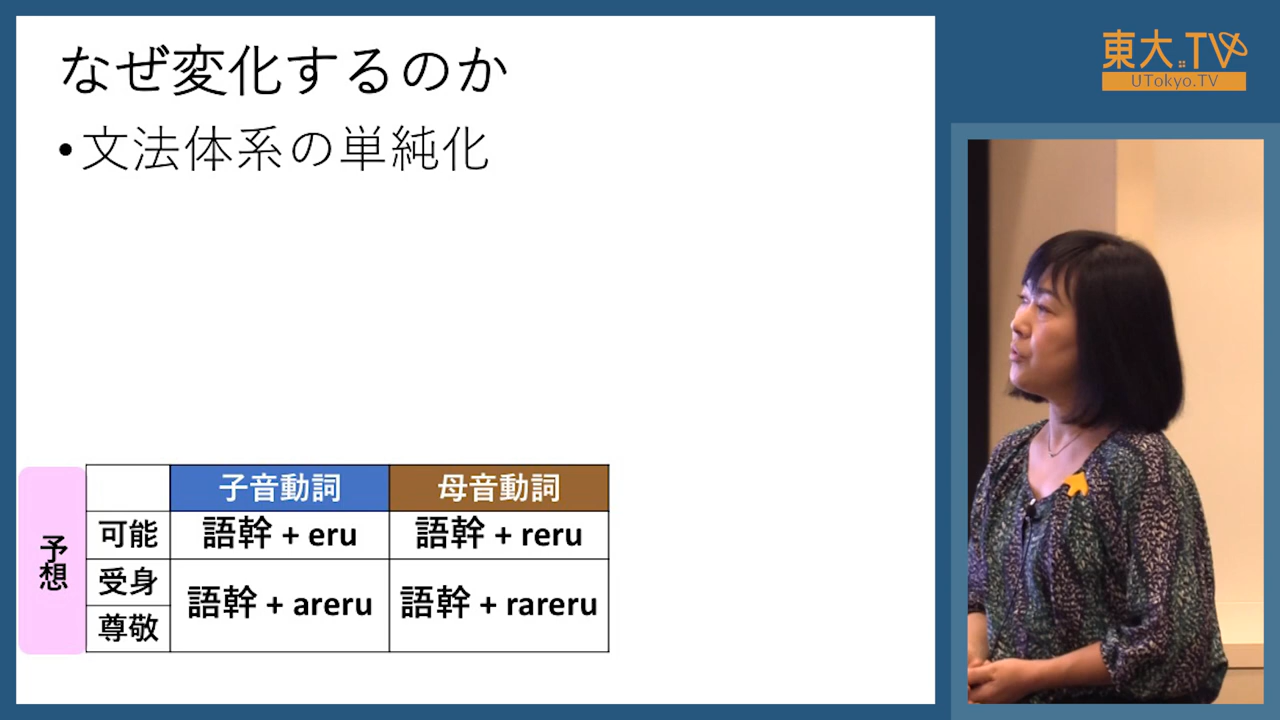 なぜ変化するのか
•文法体系の単純化
東大.TV
UTokyo.TV
予想
子音動詞 母音動詞
可能 語幹 + eru 語幹 + reru
受身
尊敬
語幹 + areru 語幹 + rareru